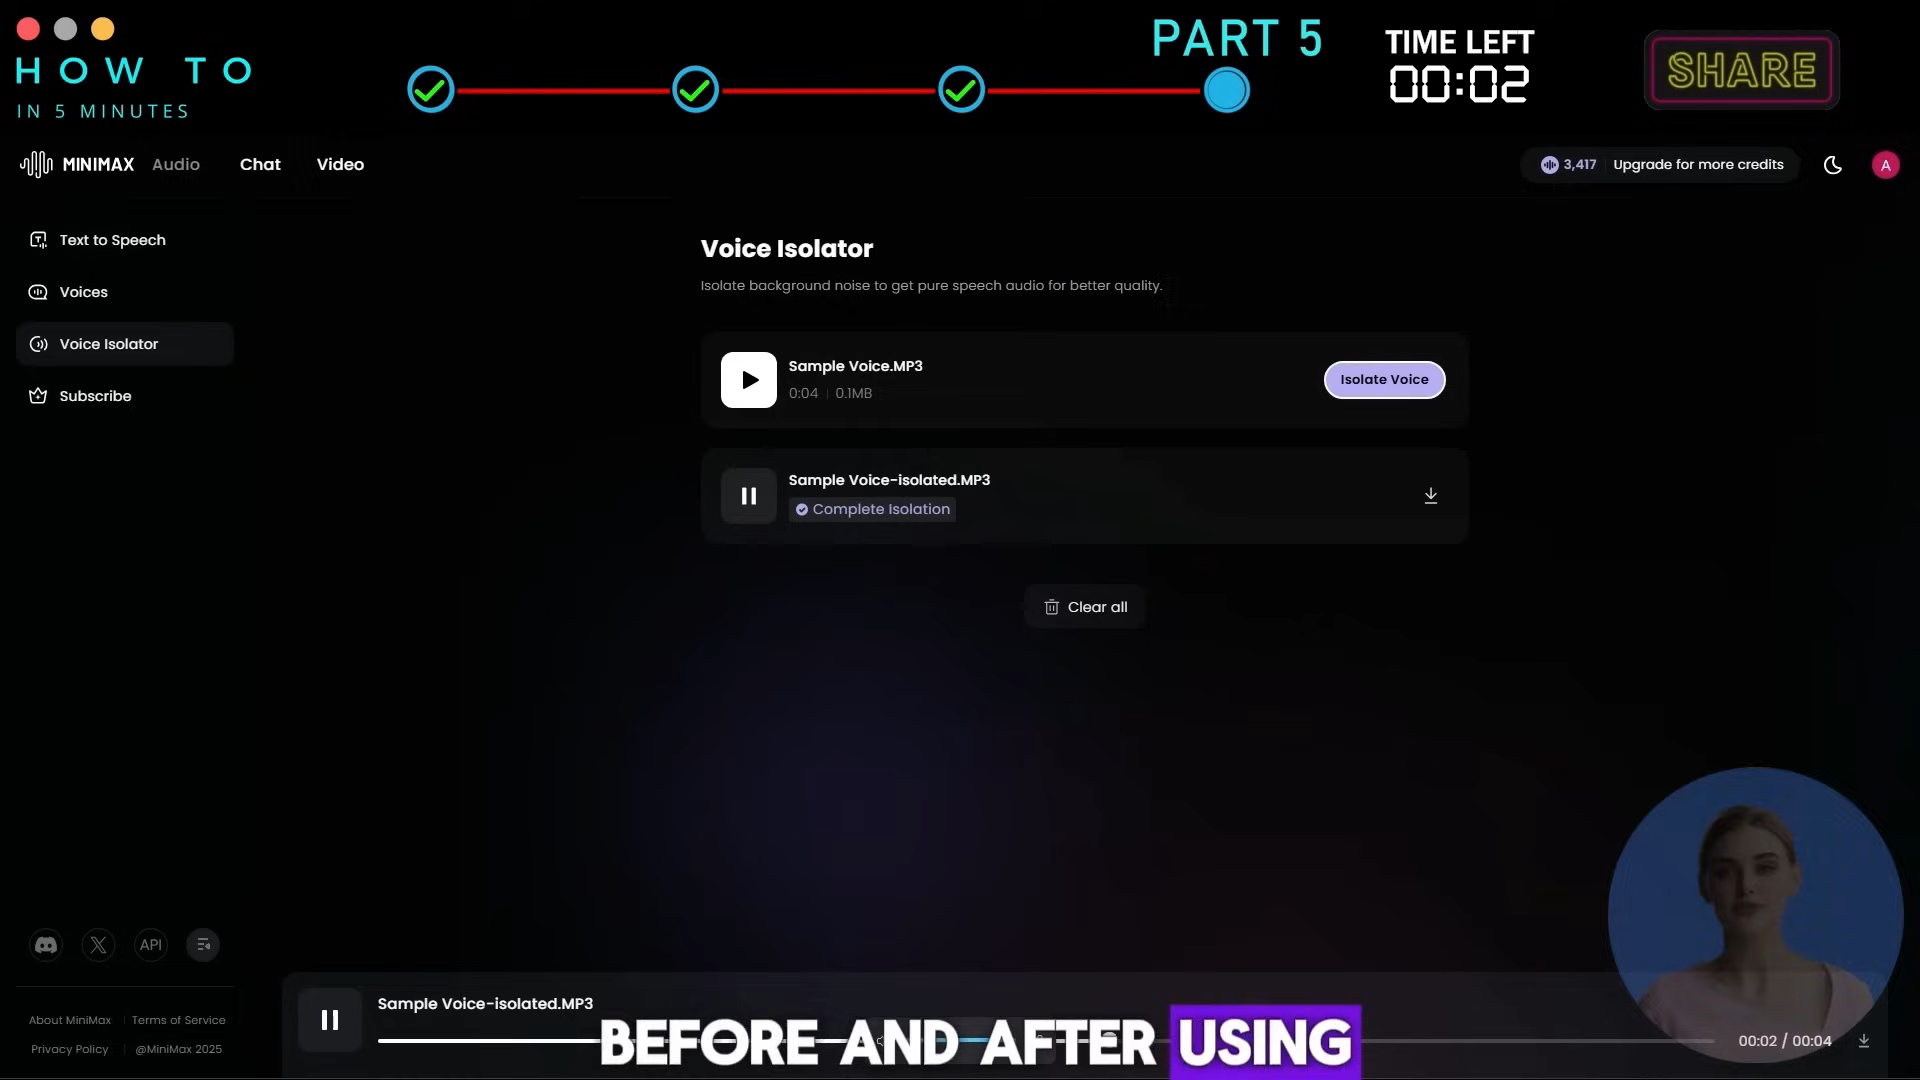 HOW TO
IN 5 MINUTES
PART 5
TIME LEFT
00:02
SHARE
MINIMAX
Audio
Chat
Video
3,417
Upgrade for more credits
A
Text to Speech
Voices
Voice Isolator
Subscribe
Voice Isolator
Isolate background noise to get pure speech audio for better quality.
Sample Voice.MP3
0:04 | 0.1MB
Isolate Voice
Sample Voice-isolated.MP3
Complete Isolation
Clear all
API
About MiniMax | Terms of Service
Privacy Policy | @MiniMax 2025
Sample Voice-isolated.MP3
BEFORE AND AFTER USING
00:02 / 00:04